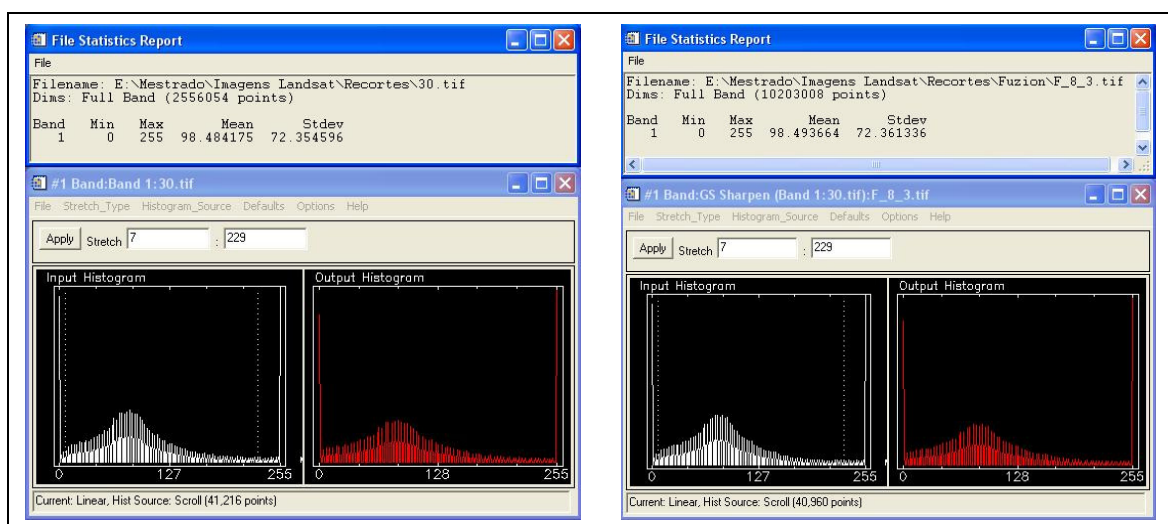 File Statistics Report
File
Filename: E:\Mestrado\Imagens Landsat\Recortes\30.tif
Dims: Full Band (2556054 points)
Band Min Max Mean Stdev
1 0 255 98.484175 72.354596
#1 Band:Band 1:30.tif
File Stretch_Type Histogram_Source Defaults Options Help
Apply Stretch 7 : 229
Input Histogram Output Histogram
0 127 255 0 128 255
Current: Linear, Hist Source: Scroll (41,216 points)
File Statistics Report
File
Filename: E:\Mestrado\Imagens Landsat\Recortes\Fuzion\F_8_3.tif
Dims: Full Band (10203008 points)
Band Min Max Mean Stdev
1 0 255 98.493664 72.361336
#1 Band:GS Sharpen (Band 1:30.tif):F_8_3.tif
File Stretch_Type Histogram_Source Defaults Options Help
Apply Stretch 7 : 229
Input Histogram Output Histogram
0 127 255 0 128 255
Current: Linear, Hist Source: Scroll (40,960 points)